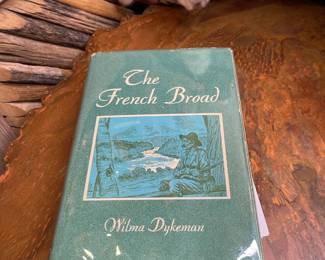 The
French Broad
Wilma Dykeman